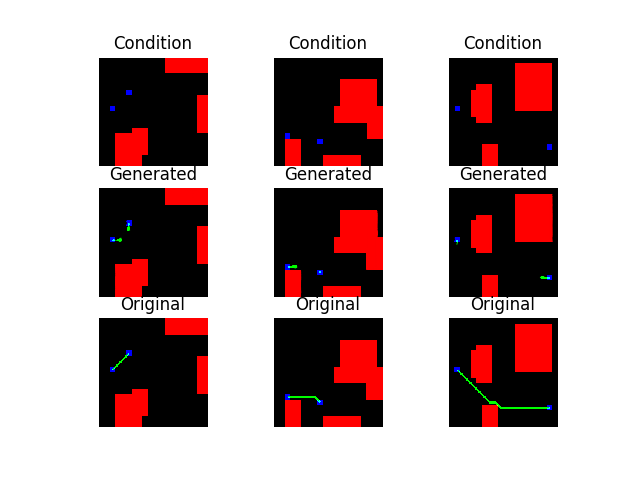 Condition Condition Condition
Generated Generated Generated
Original Original Original